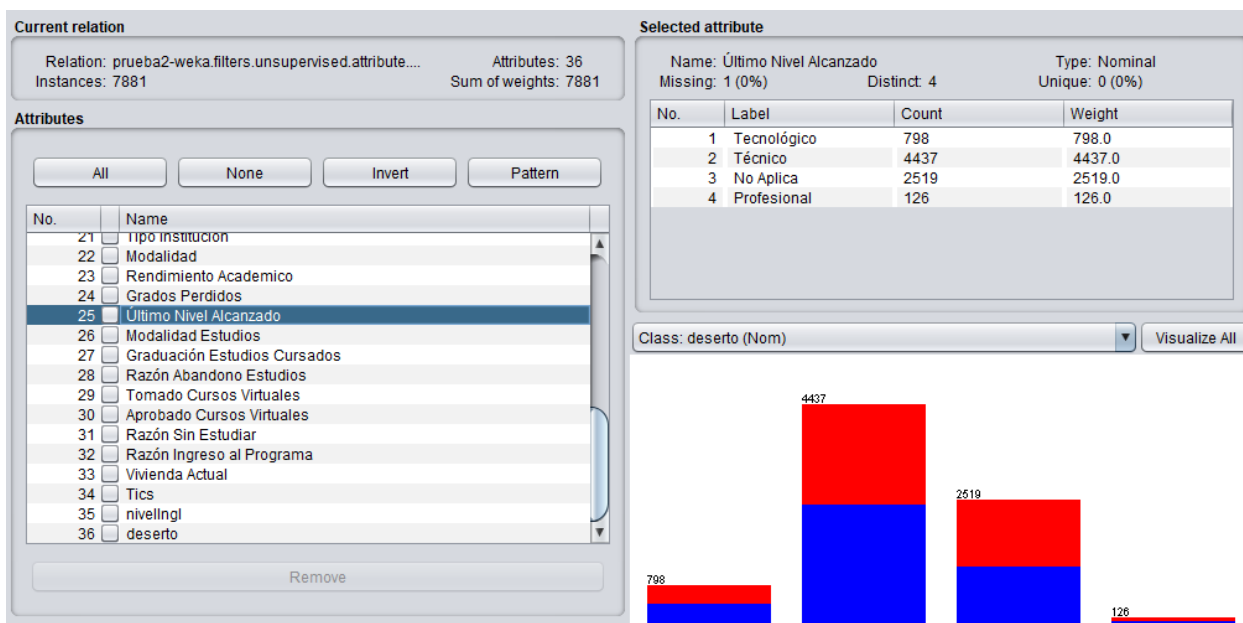 Current relation
Relation: prueba2-weka.filters.unsupervised.attribute....
Attributes: 36
Instances: 7881
Sum of weights: 7881
Attributes
All
None
Invert
Pattern
No.
Name
21 Tipo Institución
22 Modalidad
23 Rendimiento Academico
24 Grados Perdidos
25 Último Nivel Alcanzado
26 Modalidad Estudios
27 Graduación Estudios Cursados
28 Razón Abandono Estudios
29 Tomado Cursos Virtuales
30 Aprobado Cursos Virtuales
31 Razón Sin Estudiar
32 Razón Ingreso al Programa
33 Vivienda Actual
34 Tics
35 nivelIngl
36 deserto
Remove
Selected attribute
Name: Último Nivel Alcanzado
Type: Nominal
Missing: 1 (0%)
Distinct: 4
Unique: 0 (0%)
No. Label Count Weight
1 Tecnológico 798 798.0
2 Técnico 4437 4437.0
3 No Aplica 2519 2519.0
4 Profesional 126 126.0
Class: deserto (Nom)
Visualize All
4437
2519
798
126